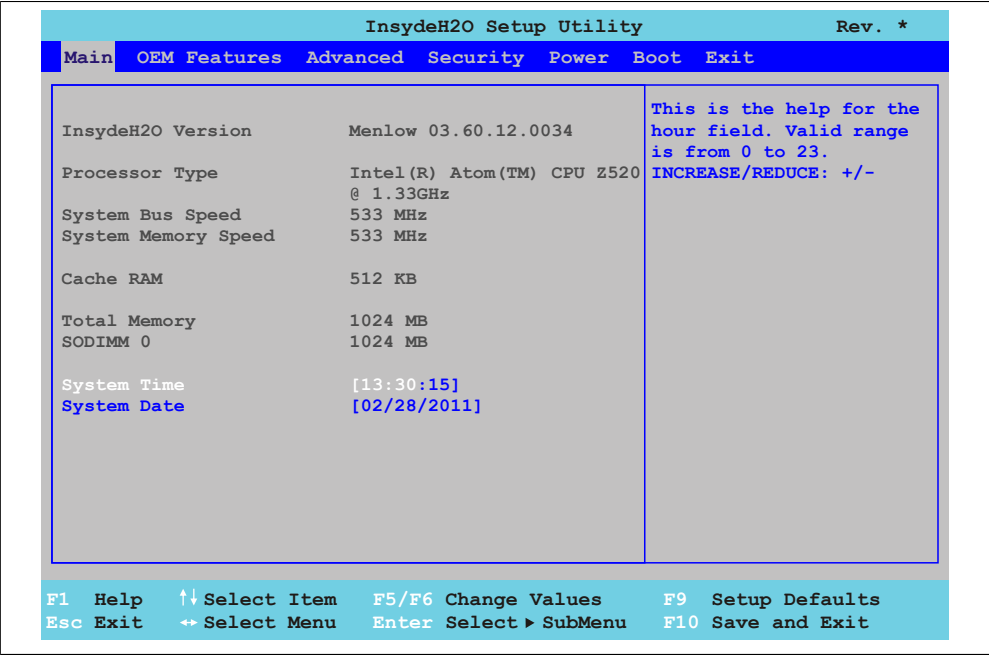 InsydeH2O Setup Utility Rev. *
Main OEM Features Advanced Security Power Boot Exit
This is the help for the
hour field. Valid range
is from 0 to 23.
INCREASE/REDUCE: +/-
InsydeH2O Version Menlow 03.60.12.0034
Processor Type Intel(R) Atom(TM) CPU Z520
@ 1.33GHz
System Bus Speed 533 MHz
System Memory Speed 533 MHz
Cache RAM 512 KB
Total Memory 1024 MB
SODIMM 0 1024 MB
System Time [13:30:15]
System Date [02/28/2011]
F1 Help ↑↓ Select Item F5/F6 Change Values F9 Setup Defaults
Esc Exit ↔ Select Menu Enter Select ▶ SubMenu F10 Save and Exit